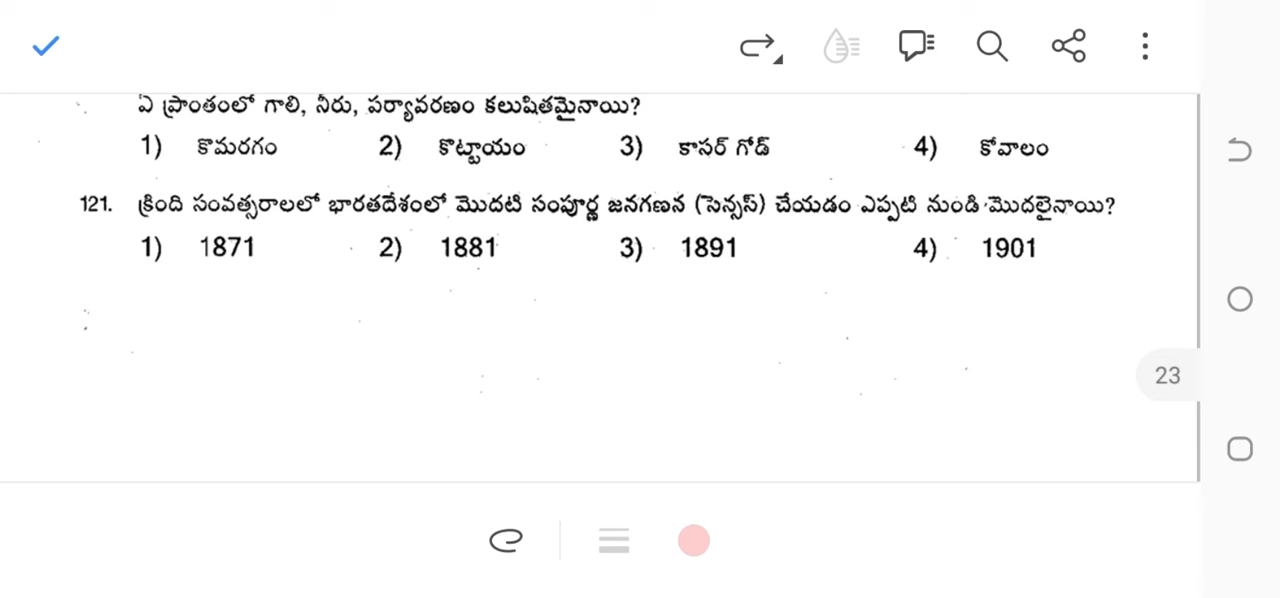 ఏ ప్రాంతంలో గాలి, నీరు, పర్యావరణం కలుషితమైనాయి?
1) కొమరగం 2) కొట్టాయం 3) కాసర్ గోడ్ 4) కోవాలం
121. క్రింది సంవత్సరాలలో భారతదేశంలో మొదటి సంపూర్ణ జనగణన (సెన్సస్) చేయడం ఎప్పటి నుండి మొదలైనాయి?
1) 1871 2) 1881 3) 1891 4) 1901
23